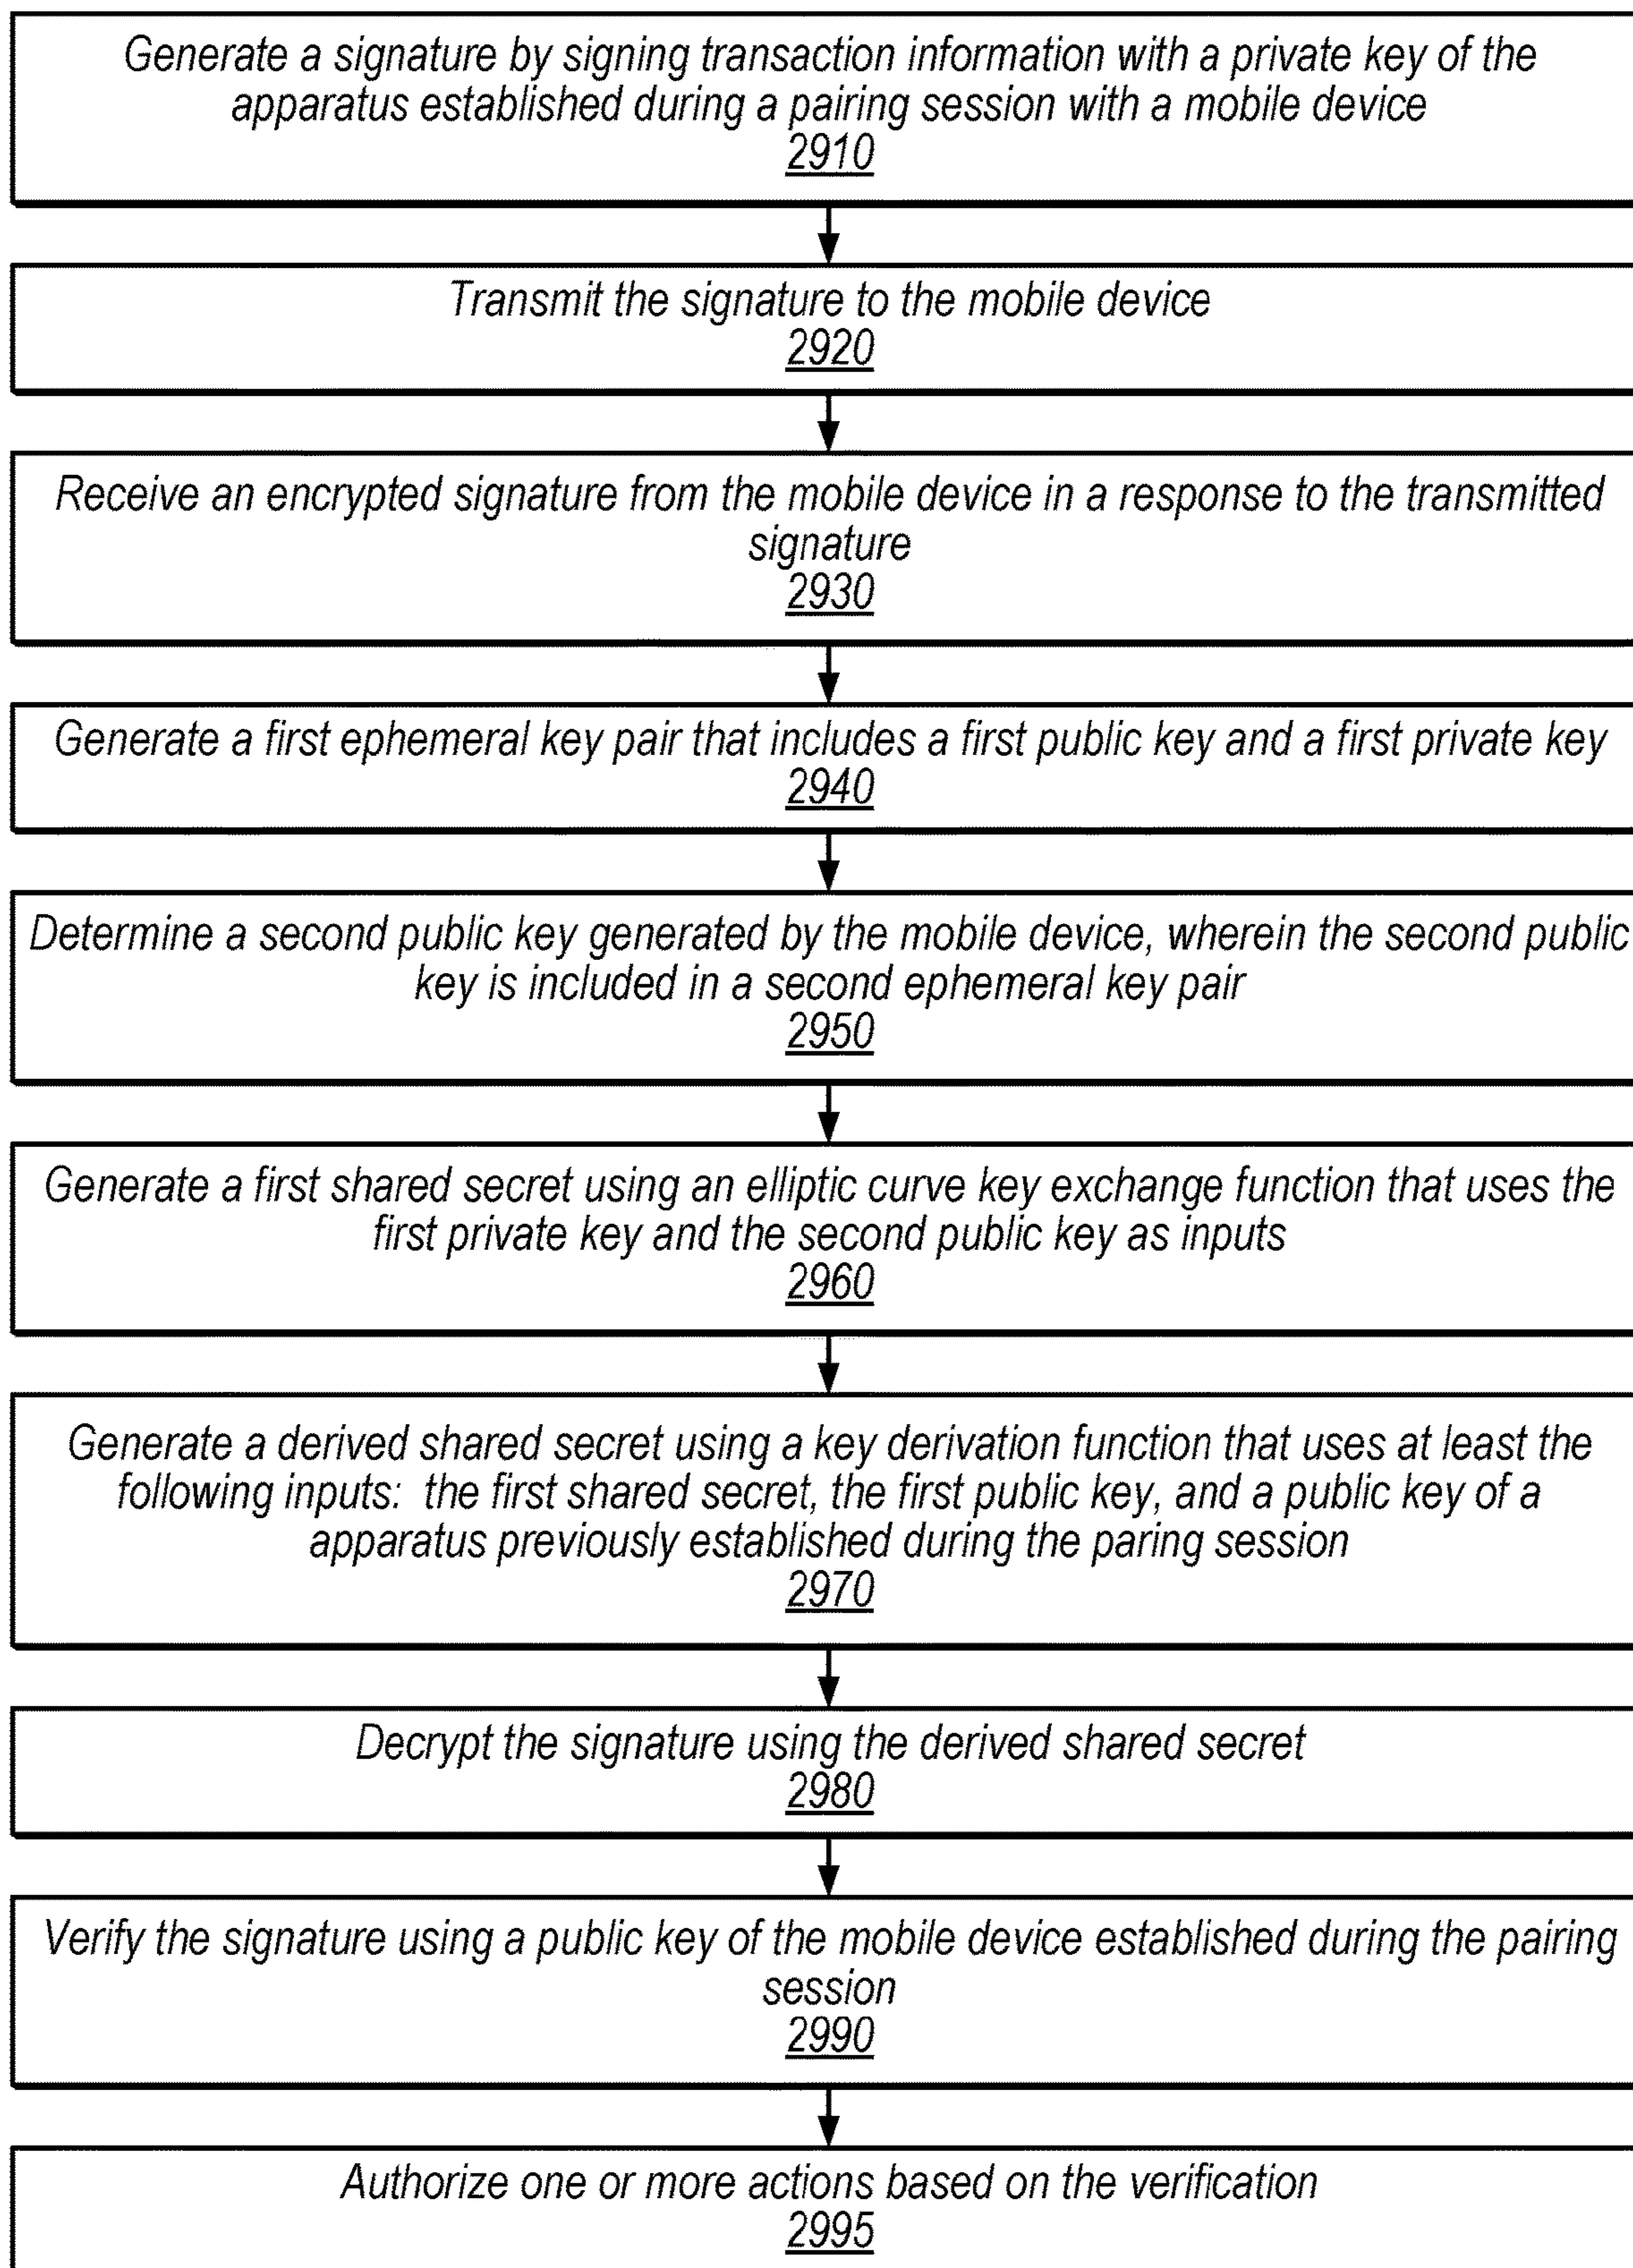 Generate a signature by signing transaction information with a private key of the
apparatus established during a pairing session with a mobile device
2910
Transmit the signature to the mobile device
2920
Receive an encrypted signature from the mobile device in a response to the transmitted
signature
2930
Generate a first ephemeral key pair that includes a first public key and a first private key
2940
Determine a second public key generated by the mobile device, wherein the second public
key is included in a second ephemeral key pair
2950
Generate a first shared secret using an elliptic curve key exchange function that uses the
first private key and the second public key as inputs
2960
Generate a derived shared secret using a key derivation function that uses at least the
following inputs:  the first shared secret, the first public key, and a public key of a
apparatus previously established during the paring session
2970
Decrypt the signature using the derived shared secret
2980
Verify the signature using a public key of the mobile device established during the pairing
session
2990
Authorize one or more actions based on the verification
2995